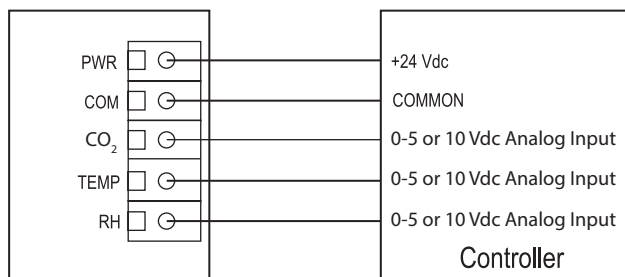 PWR +24 Vdc
COM COMMON
CO₂ 0-5 or 10 Vdc Analog Input
TEMP 0-5 or 10 Vdc Analog Input
RH 0-5 or 10 Vdc Analog Input
Controller